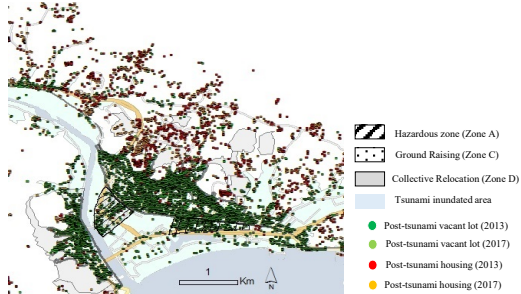 Hazardous zone (Zone A)
Ground Raising (Zone C)
Collective Relocation (Zone D)
Tsunami inundated area
Post-tsunami vacant lot (2013)
Post-tsunami vacant lot (2017)
Post-tsunami housing (2013)
Post-tsunami housing (2017)
1
Km
N